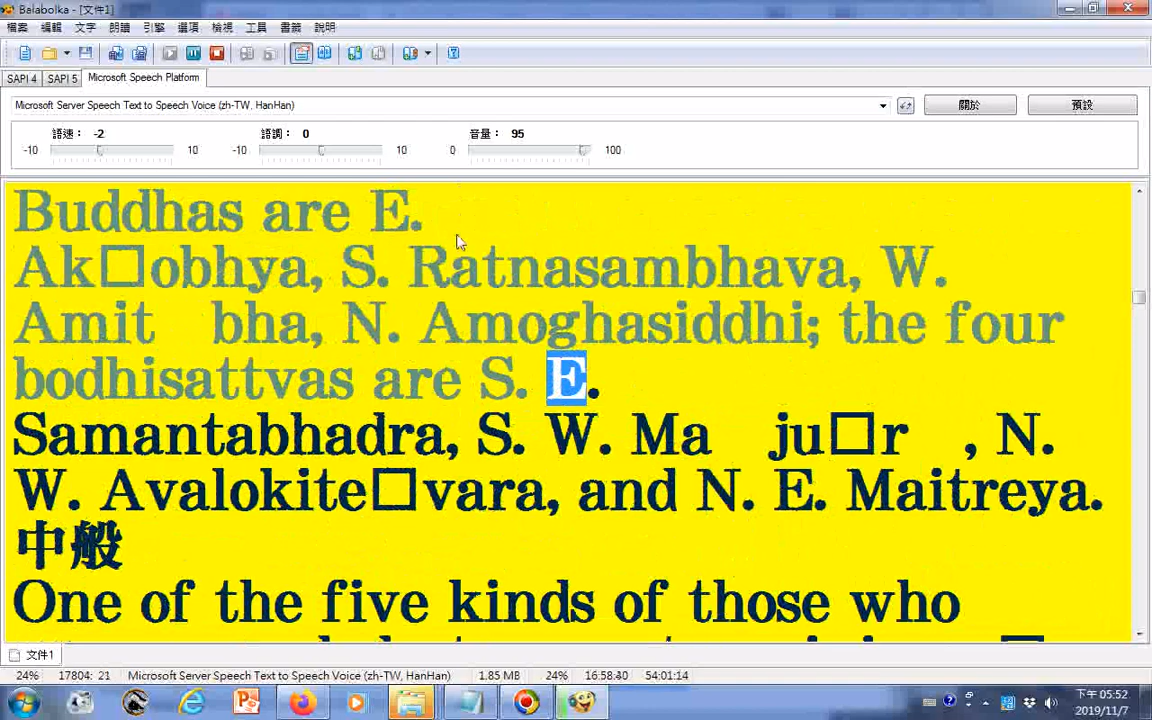 Balabolka - [文件1]
檔案 編輯 文字 朗讀 引擎 選項 檢視 工具 書籤 說明
SAPI 4 SAPI 5 Microsoft Speech Platform
Microsoft Server Speech Text to Speech Voice (zh-TW, HanHan) 關於 預設
語速： -2 語調： 0 音量： 95
-10 10 -10 10 0 100
Buddhas are E.
Ak□obhya, S. Ratnasambhava, W.
Amit bha, N. Amoghasiddhi; the four
bodhisattvas are S. E.
Samantabhadra, S. W. Ma ju□r , N.
W. Avalokite□vara, and N. E. Maitreya.
中般
One of the five kinds of those who
文件1
24% 17804: 21 Microsoft Server Speech Text to Speech Voice (zh-TW, HanHan) 1.85 MB 24% 16:58:30 54:01:14
下午 05:52
2019/11/7